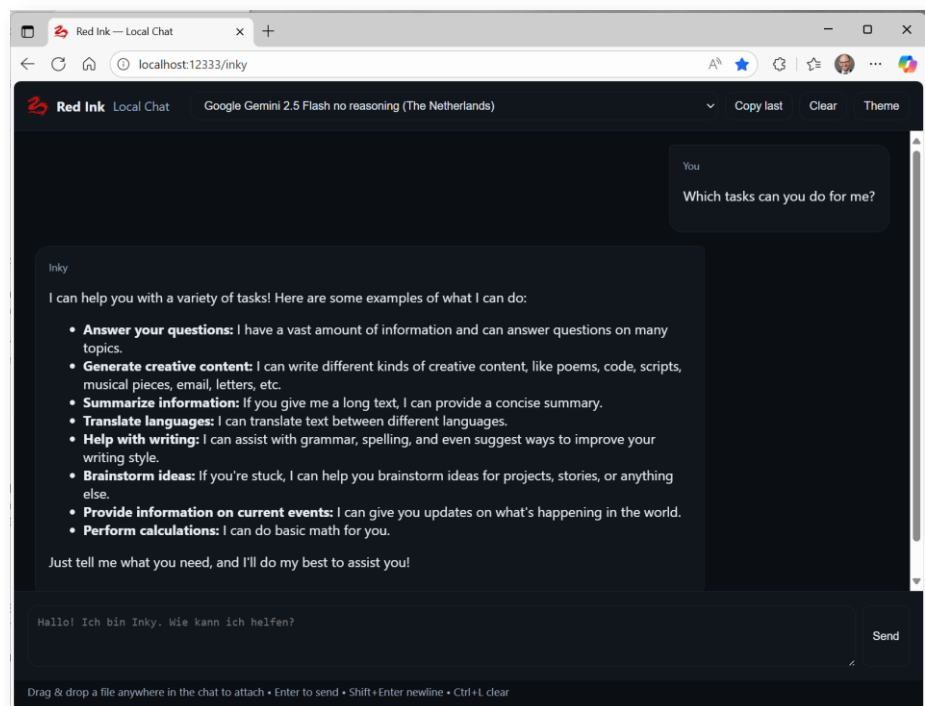 Red Ink — Local Chat
localhost:12333/inky
Red Ink Local Chat
Google Gemini 2.5 Flash no reasoning (The Netherlands)
Copy last
Clear
Theme
You
Which tasks can you do for me?
Inky
I can help you with a variety of tasks! Here are some examples of what I can do:
• Answer your questions: I have a vast amount of information and can answer questions on many
topics.
• Generate creative content: I can write different kinds of creative content, like poems, code, scripts,
musical pieces, email, letters, etc.
• Summarize information: If you give me a long text, I can provide a concise summary.
• Translate languages: I can translate text between different languages.
• Help with writing: I can assist with grammar, spelling, and even suggest ways to improve your
writing style.
• Brainstorm ideas: If you're stuck, I can help you brainstorm ideas for projects, stories, or anything
else.
• Provide information on current events: I can give you updates on what's happening in the world.
• Perform calculations: I can do basic math for you.
Just tell me what you need, and I'll do my best to assist you!
Hallo! Ich bin Inky. Wie kann ich helfen?
Send
Drag & drop a file anywhere in the chat to attach • Enter to send • Shift+Enter newline • Ctrl+L clear